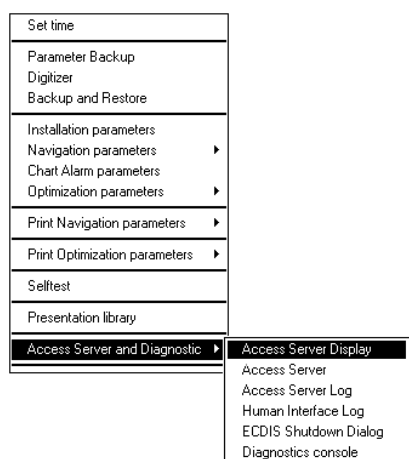 Set time
Parameter Backup
Digitizer
Backup and Restore
Installation parameters
Navigation parameters
Chart Alarm parameters
Optimization parameters
Print Navigation parameters
Print Optimization parameters
Selftest
Presentation library
Access Server and Diagnostic
Access Server Display
Access Server
Access Server Log
Human Interface Log
ECDIS Shutdown Dialog
Diagnostics console